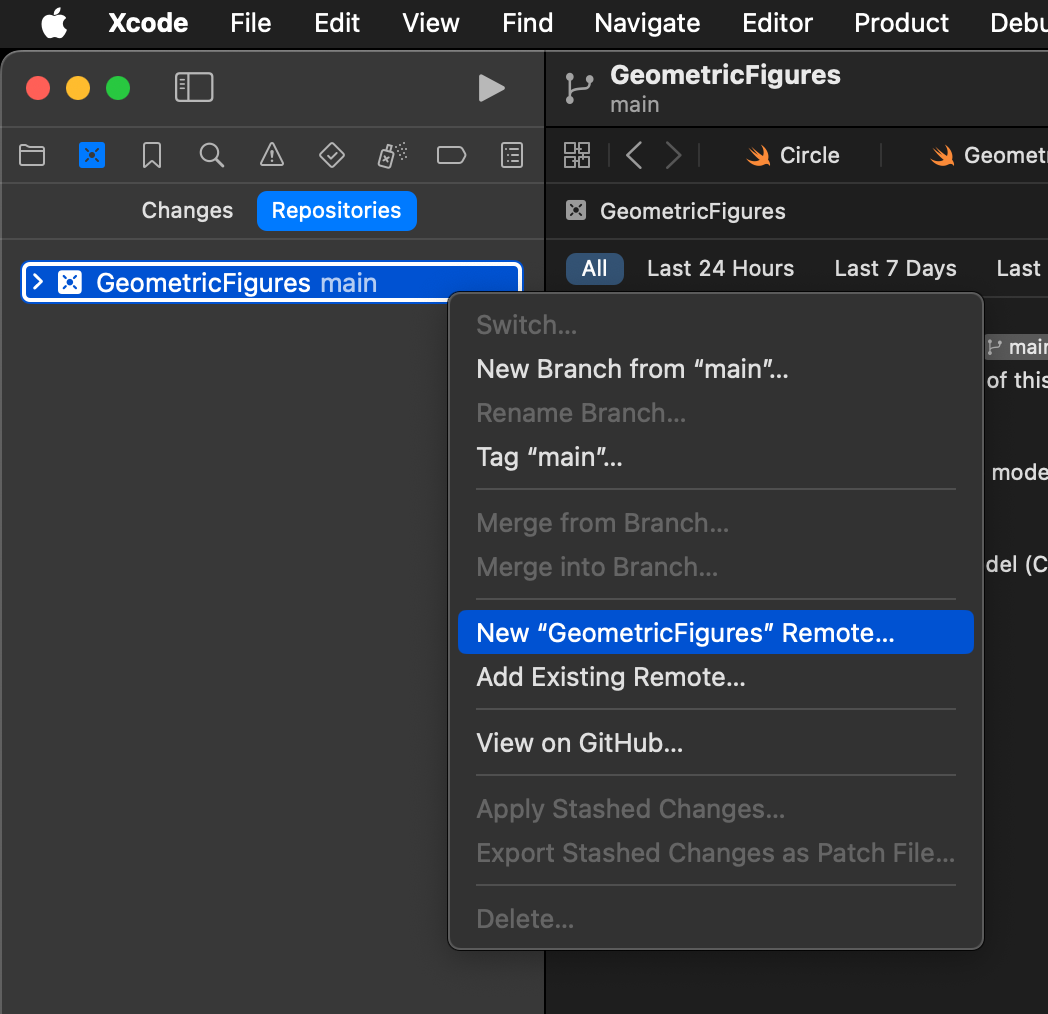 Xcode File Edit View Find Navigate Editor Product Debu
GeometricFigures
main
Circle Geomet
Changes Repositories
GeometricFigures
All Last 24 Hours Last 7 Days Last
GeometricFigures main
Switch...
New Branch from “main”...
Rename Branch...
Tag “main”...
Merge from Branch...
Merge into Branch...
New “GeometricFigures” Remote...
Add Existing Remote...
View on GitHub...
Apply Stashed Changes...
Export Stashed Changes as Patch File...
Delete...
main
of this
mode
del (C